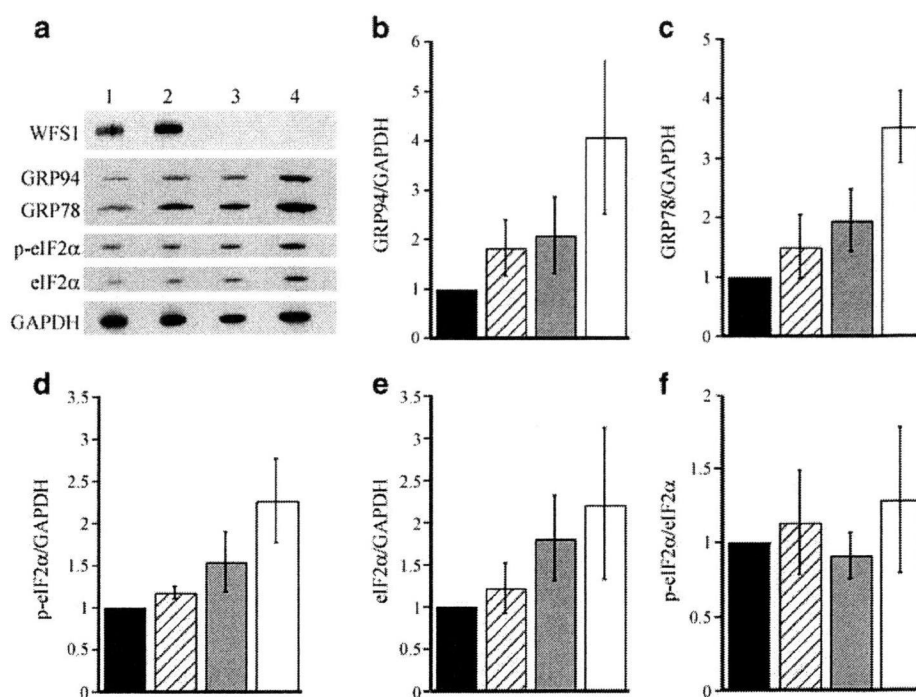 a
1 2 3 4
WFS1
GRP94
GRP78
p-eIF2α
eIF2α
GAPDH
b
GRP94/GAPDH
6
5
4
3
2
1
0
c
GRP78/GAPDH
5
4
3
2
1
0
d
p-eIF2α/GAPDH
3.5
3
2.5
2
1.5
1
0.5
0
e
eIF2α/GAPDH
3.5
3
2.5
2
1.5
1
0.5
0
f
p-eIF2α/eIF2α
2
1.5
1
0.5
0